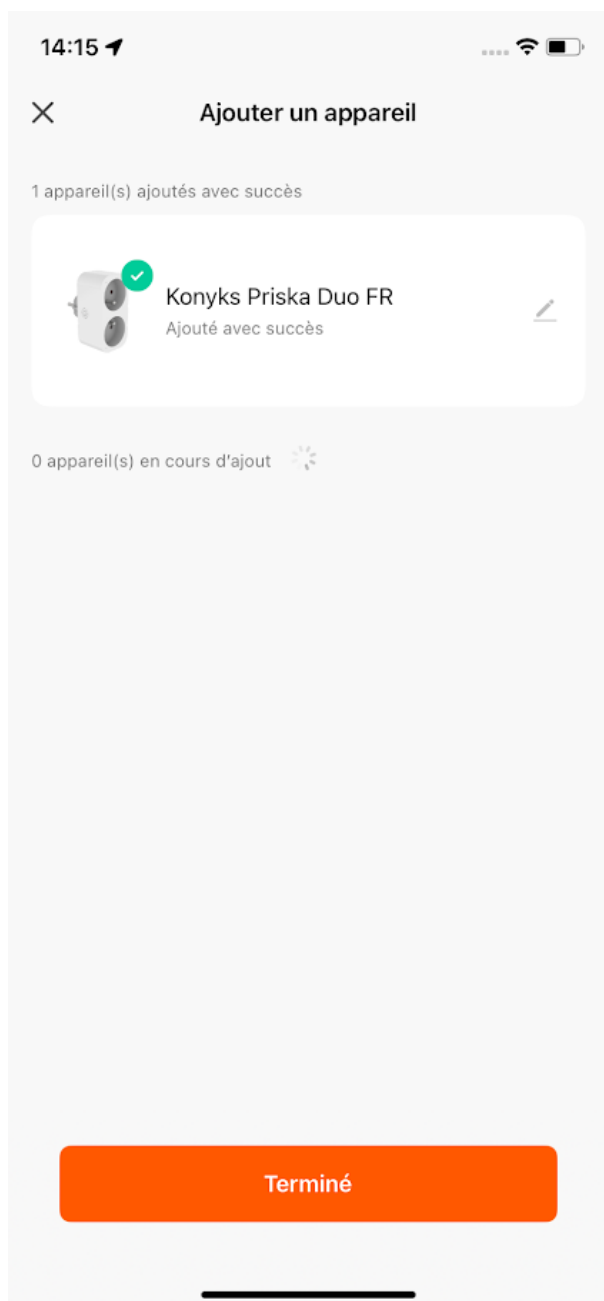 14:15
Ajouter un appareil
1 appareil(s) ajoutés avec succès
Konyks Priska Duo FR
Ajouté avec succès
0 appareil(s) en cours d'ajout
Terminé